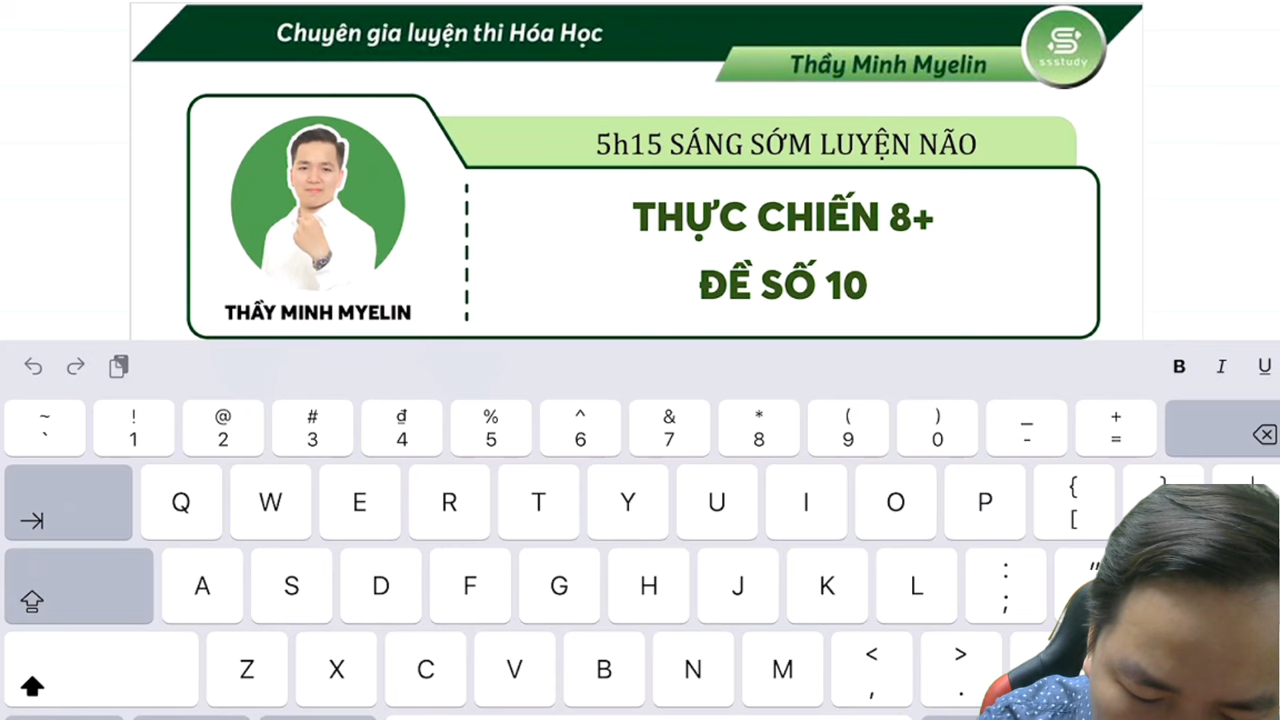 Chuyên gia luyện thi Hóa Học
Thầy Minh Myelin
ssstudy
5h15 SÁNG SỚM LUYỆN NÃO
THỰC CHIẾN 8+
ĐỀ SỐ 10
THẦY MINH MYELIN
B I U
~ ! @ # ₫ % ^ & * ( ) _ +
` 1 2 3 4 5 6 7 8 9 0 - =
Q W E R T Y U I O P { [
A S D F G H J K L : ; "
Z X C V B N M < , > .